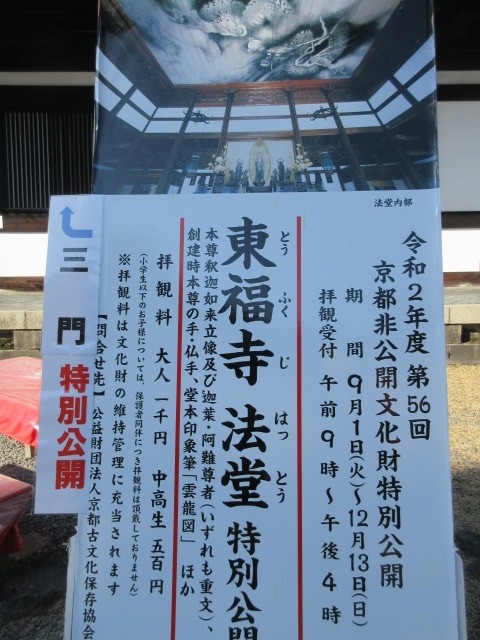 法堂内部
令和2年度 第56回
京都非公開文化財特別公開
期間 9月1日(火)~12月13日(日)
拝観受付 午前9時~午後4時
東福寺 法堂 特別公開
とう ふく じ はっ とう
本尊釈迦如来立像及び迦葉・阿難尊者(いずれも重文)、
創建時本尊の手・仏手、堂本印象筆「雲龍図」 ほか
拝観料 大人 一千円 中高生 五百円
(小学生以下のお子様については、保護者同伴につき拝観料は頂戴しておりません)
※拝観料は文化財の維持管理に充当されます
【問合せ先】公益財団法人京都古文化保存協会
三門 特別公開